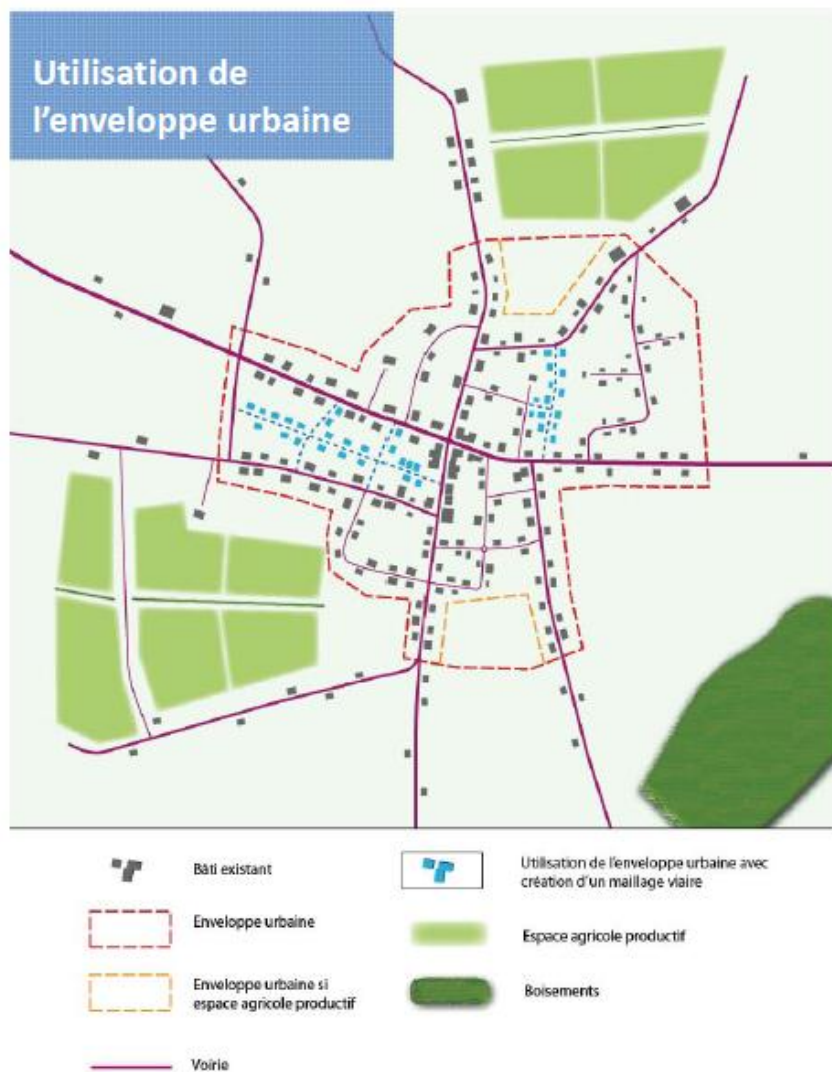 Utilisation de
l'enveloppe urbaine
Bâti existant
Enveloppe urbaine
Enveloppe urbaine si
espace agricole productif
Voirie
Utilisation de l'enveloppe urbaine avec
création d'un maillage viaire
Espace agricole productif
Boisements